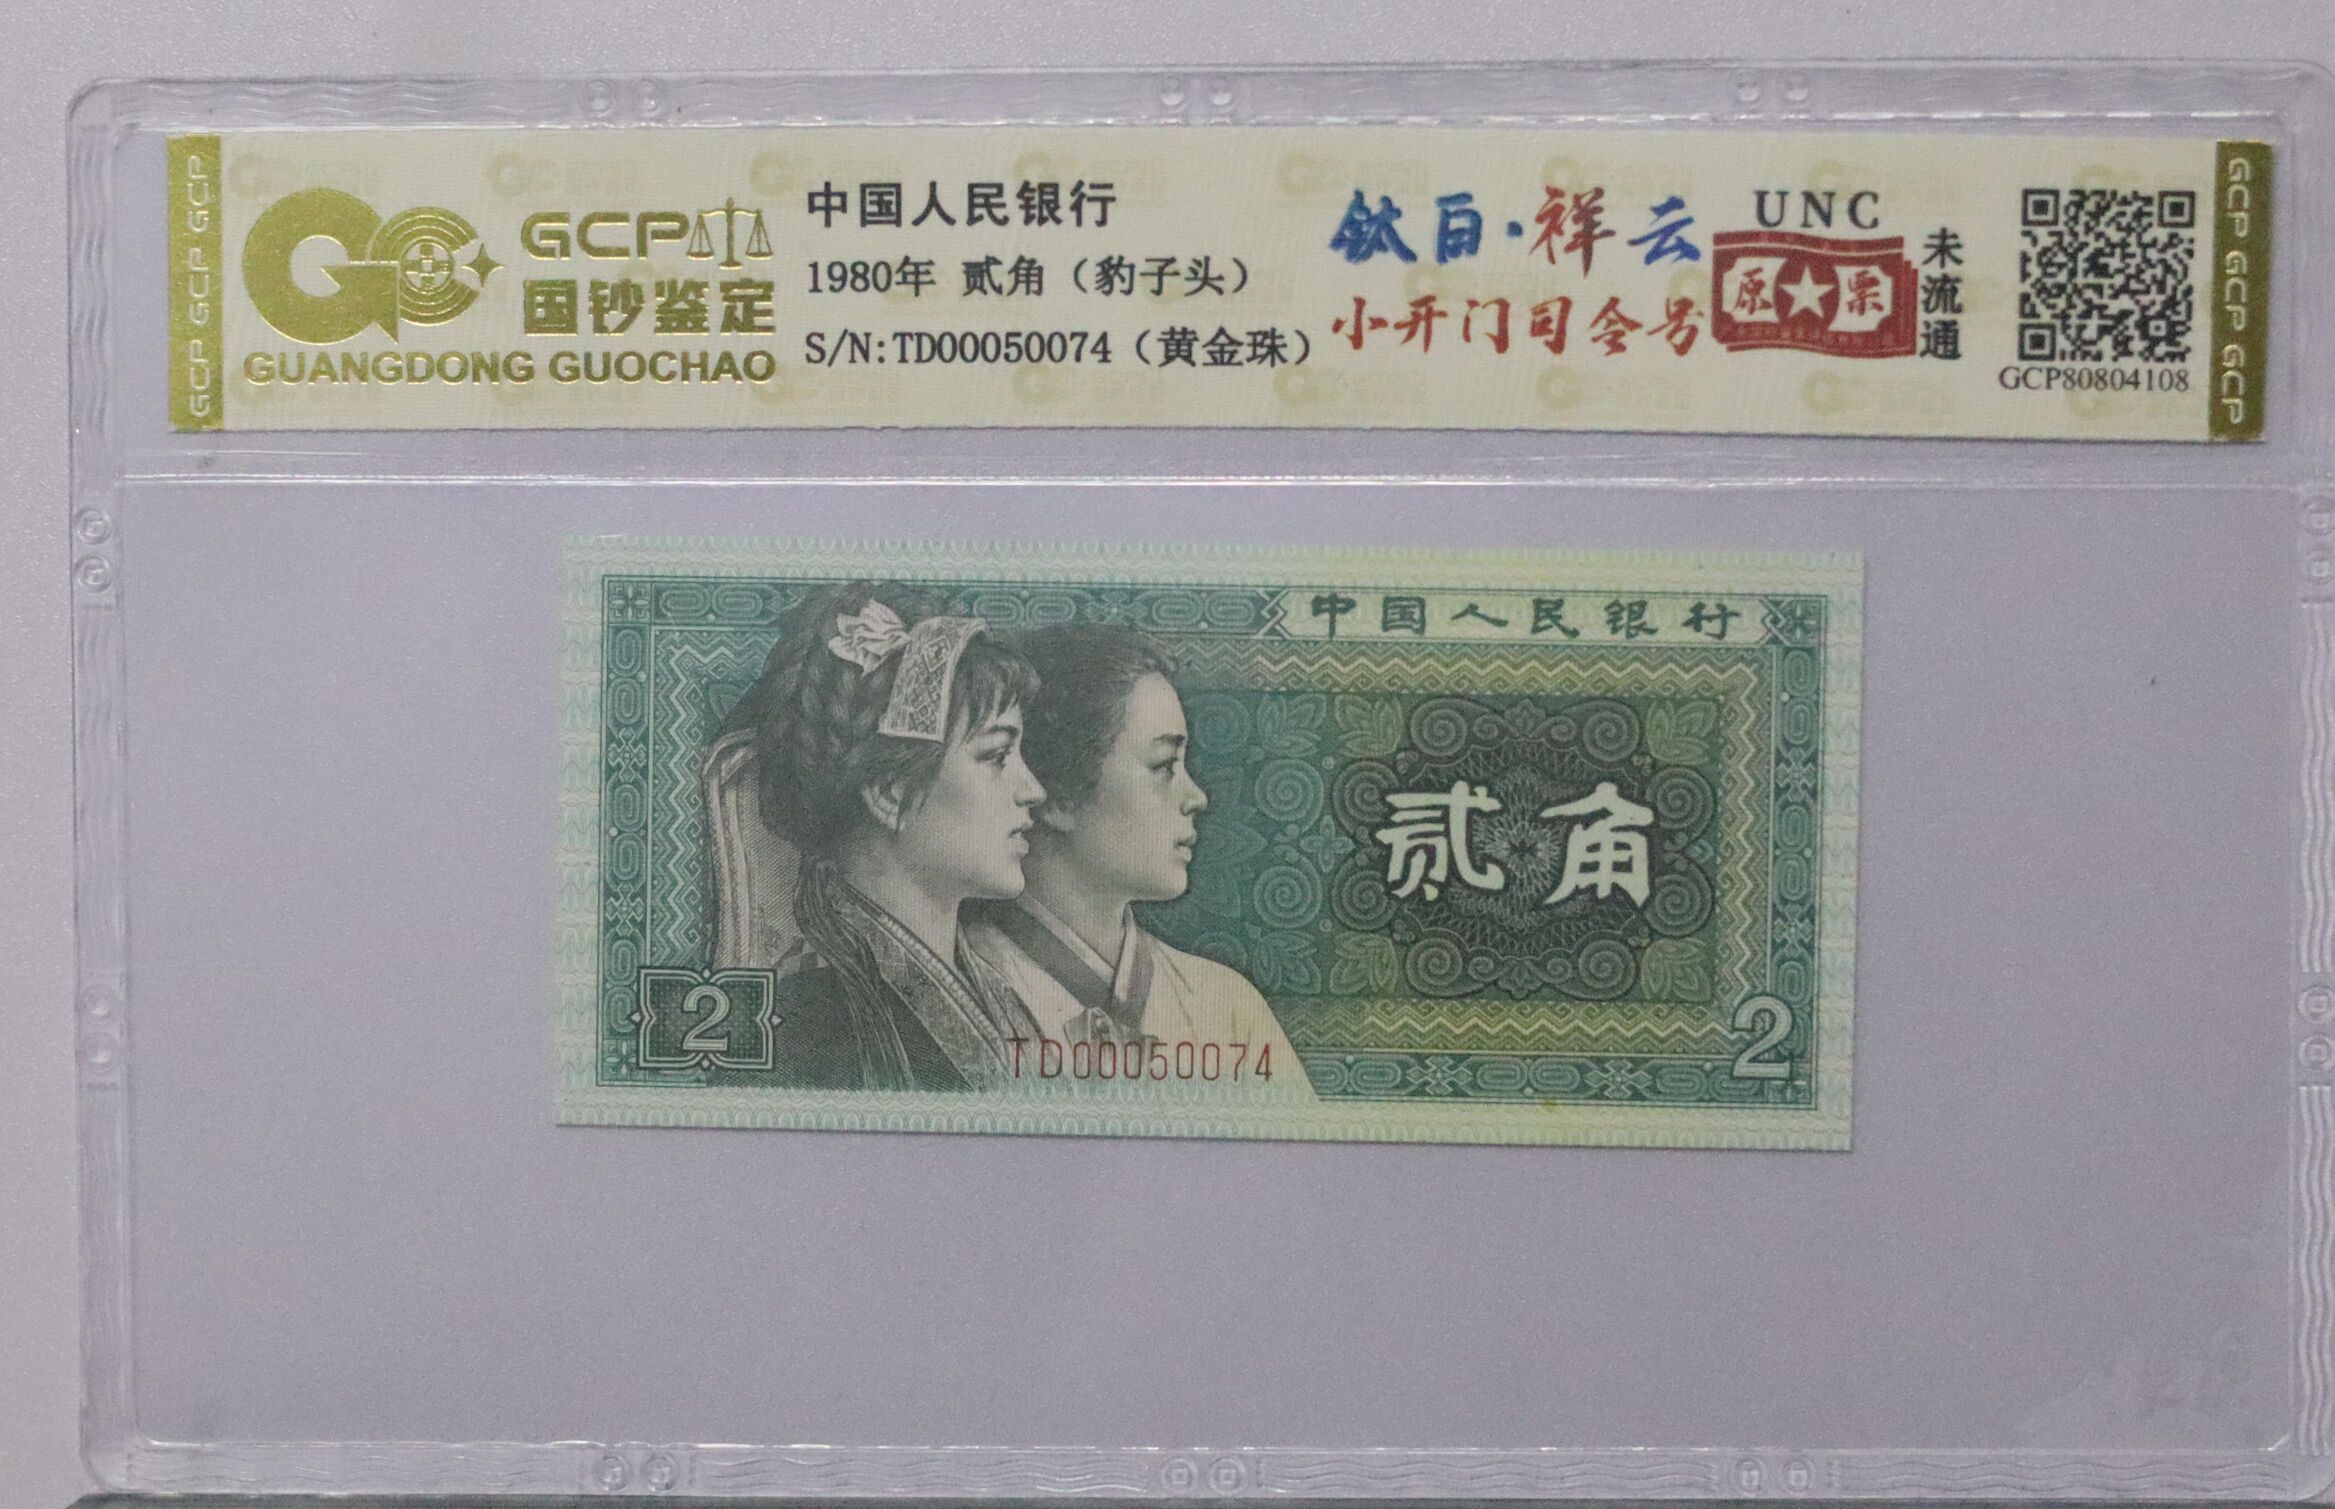 GCP GCP GCP
GCP
国钞鉴定
GUANGDONG GUOCHAO
中国人民银行
1980年 贰角（豹子头）
S/N:TD00050074（黄金珠）
钛白·祥云
小开门司令号
UNC
原票
未流通
GCP80804108
GCP GCP GCP
中国人民银行
贰角
2
TD00050074
2